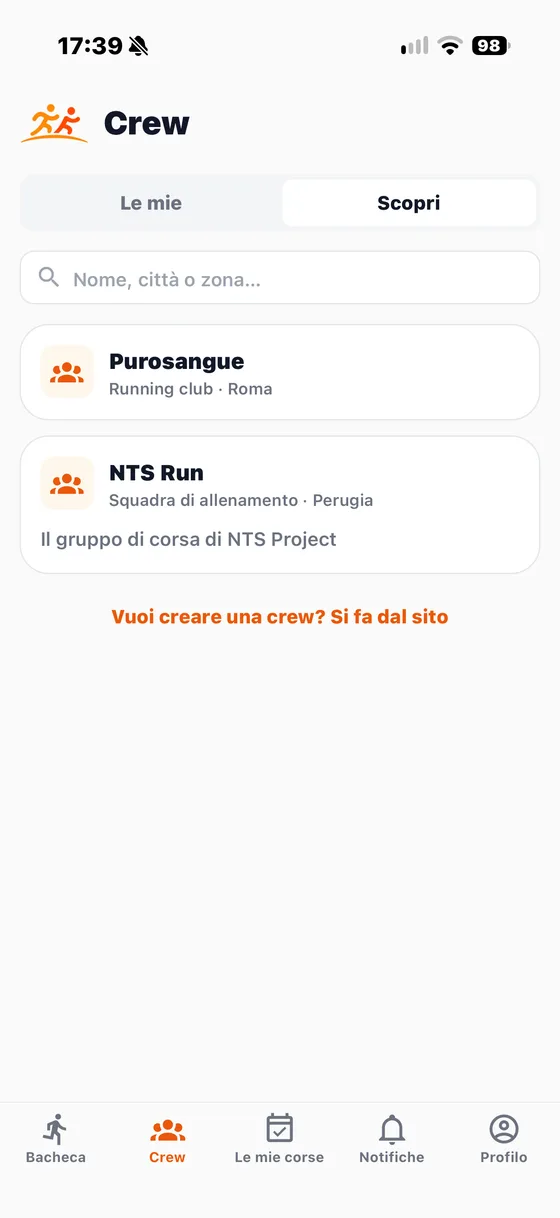 17:39
98
Crew
Le mie
Scopri
Nome, città o zona...
Purosangue
Running club · Roma
NTS Run
Squadra di allenamento · Perugia
Il gruppo di corsa di NTS Project
Vuoi creare una crew? Si fa dal sito
Bacheca
Crew
Le mie corse
Notifiche
Profilo